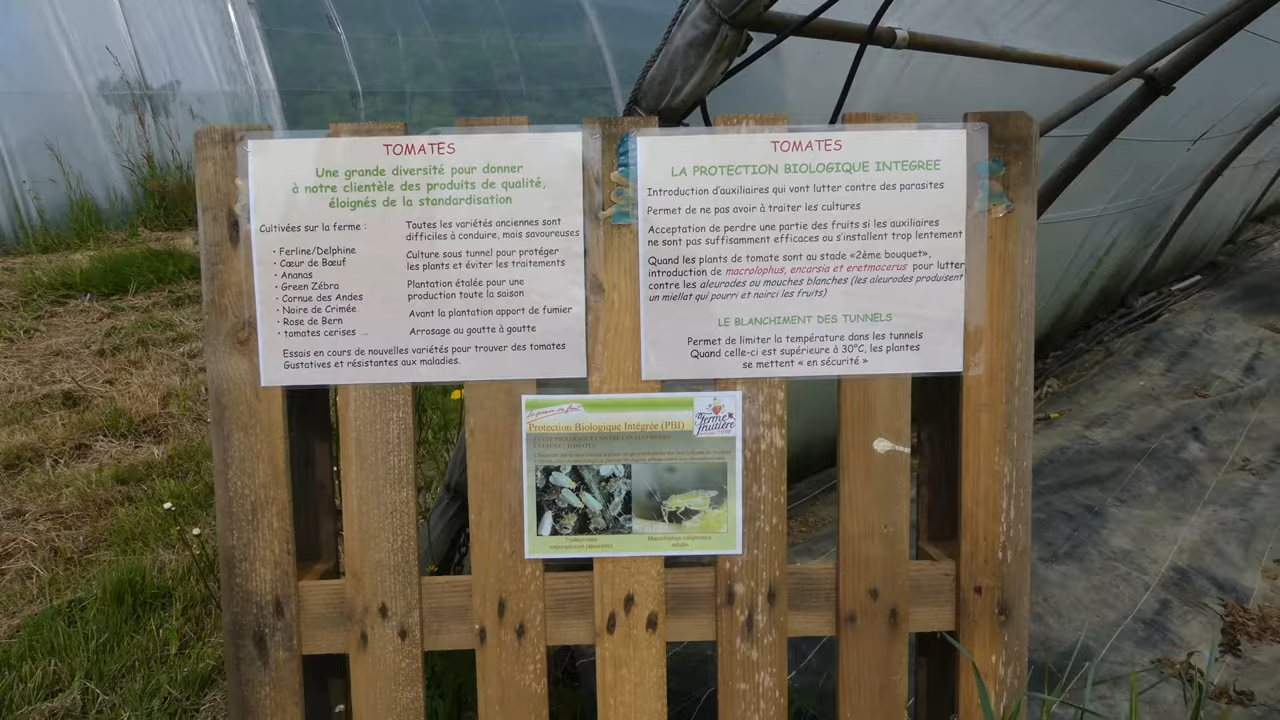 TOMATES
Une grande diversité pour donner
à notre clientèle des produits de qualité,
éloignés de la standardisation
Cultivées sur la ferme :
• Ferline/Delphine
• Cœur de Bœuf
• Ananas
• Green Zébra
• Cornue des Andes
• Noire de Crimée
• Rose de Bern
• tomates cerises ....
Toutes les variétés anciennes sont
difficiles à conduire, mais savoureuses
Culture sous tunnel pour protéger
les plants et éviter les traitements
Plantation étalée pour une
production toute la saison
Avant la plantation apport de fumier
Arrosage au goutte à goutte
Essais en cours de nouvelles variétés pour trouver des tomates
Gustatives et résistantes aux maladies.
TOMATES
LA PROTECTION BIOLOGIQUE INTEGREE
Introduction d'auxiliaires qui vont lutter contre des parasites
Permet de ne pas avoir à traiter les cultures
Acceptation de perdre une partie des fruits si les auxiliaires
ne sont pas suffisamment efficaces ou s'installent trop lentement
Quand les plants de tomate sont au stade «2ème bouquet»,
introduction de macrolophus, encarsia et eretmocerus pour lutter
contre les aleurodes ou mouches blanches (les aleurodes produisent
un miellat qui pourri et noirci les fruits)
LE BLANCHIMENT DES TUNNELS
Permet de limiter la température dans les tunnels
Quand celle-ci est supérieure à 30°C, les plantes
se mettent « en sécurité »
Ferme
fruitière
Protection Biologique Intégrée (PBI)